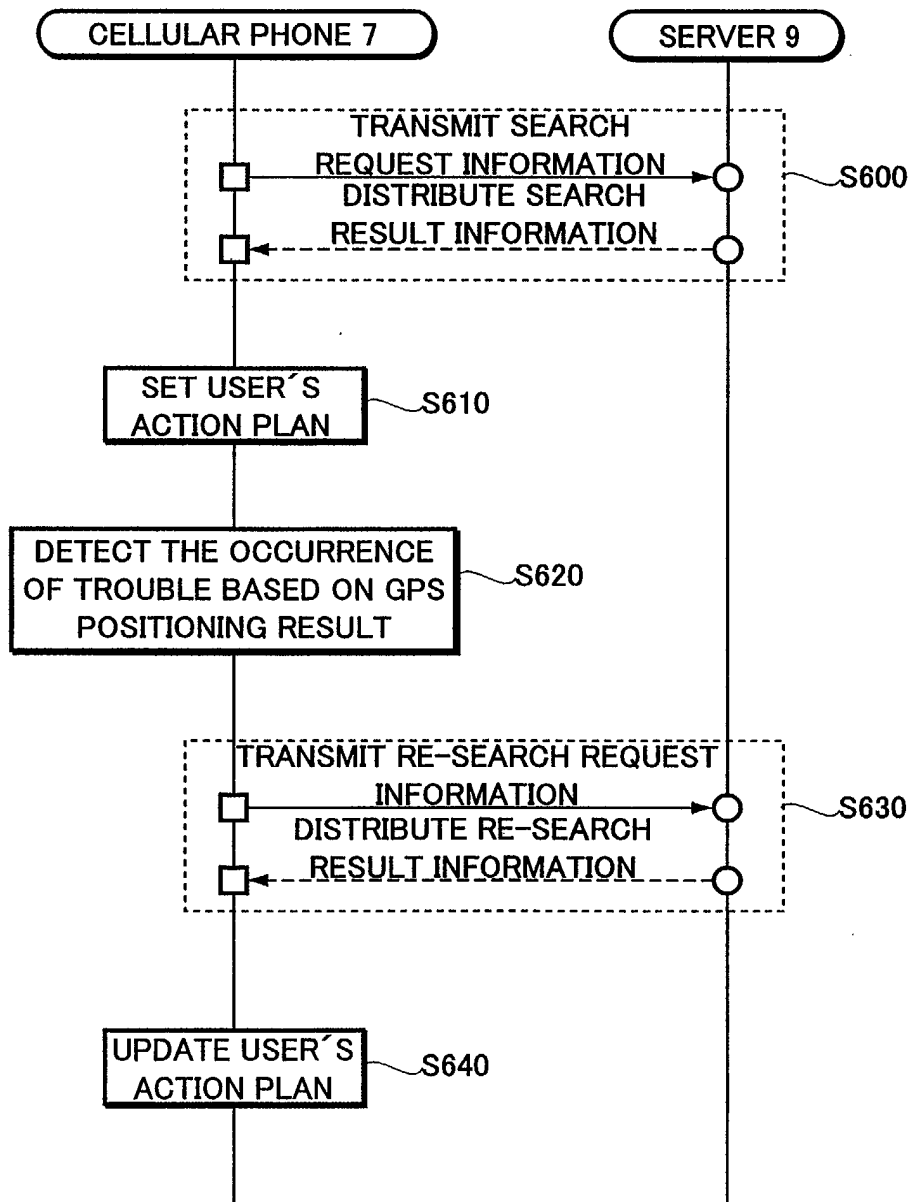 CELLULAR PHONE 7
SERVER 9
TRANSMIT SEARCH
REQUEST INFORMATION
DISTRIBUTE SEARCH
RESULT INFORMATION
S600
SET USER´S
ACTION PLAN
S610
DETECT THE OCCURRENCE
OF TROUBLE BASED ON GPS
POSITIONING RESULT
S620
TRANSMIT RE-SEARCH REQUEST
INFORMATION
DISTRIBUTE RE-SEARCH
RESULT INFORMATION
S630
UPDATE USER´S
ACTION PLAN
S640